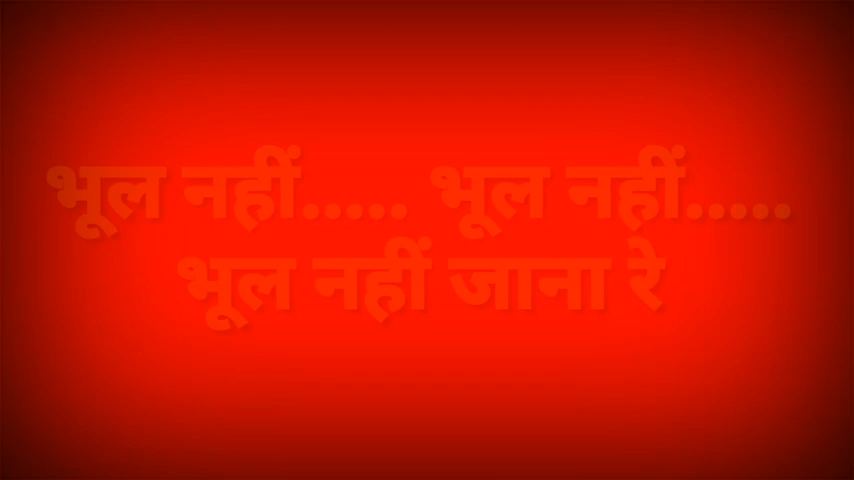 भूल नहीं..... भूल नहीं.....
भूल नहीं जाना रे